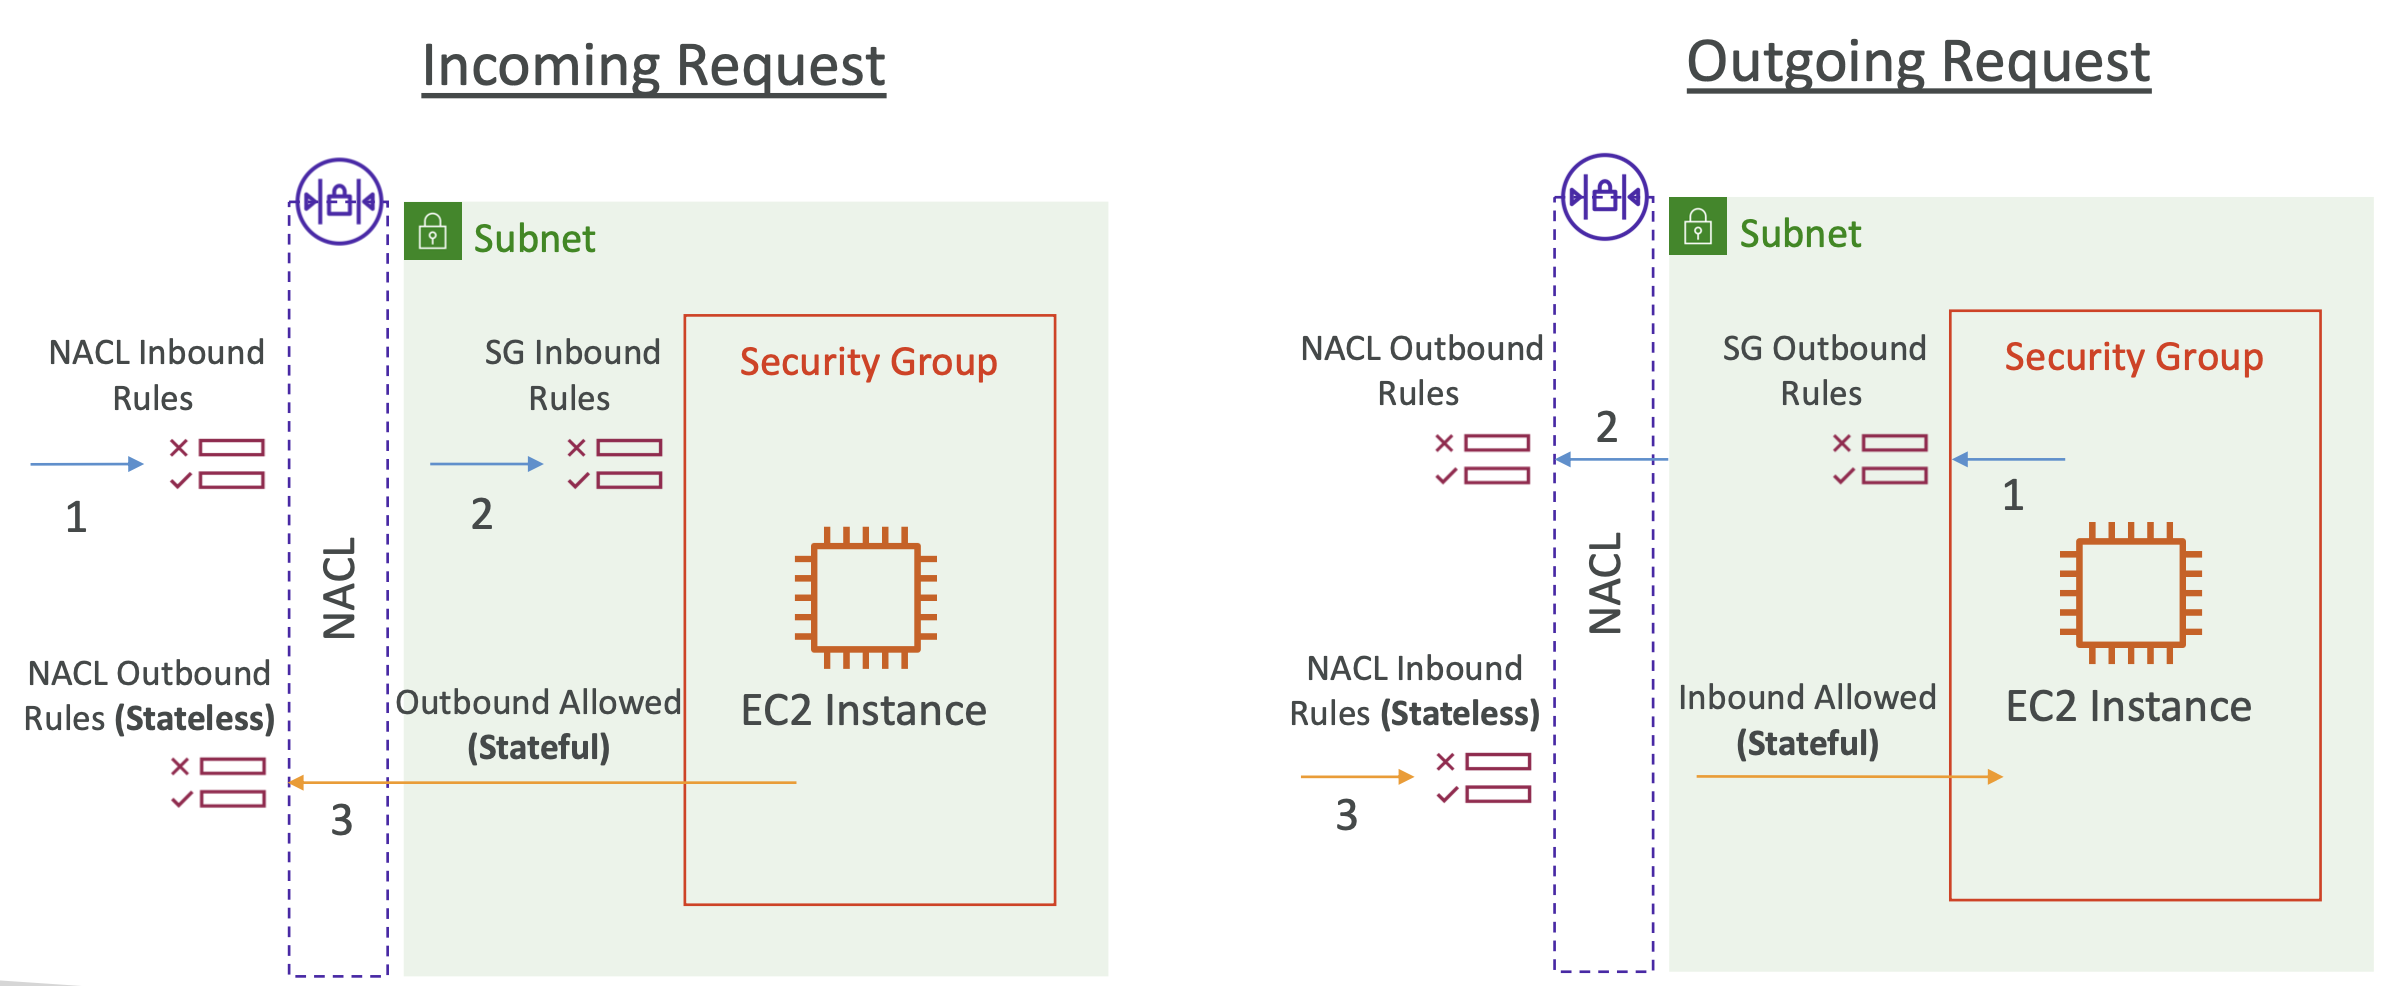 Incoming Request
Subnet
NACL Inbound
Rules
SG Inbound
Rules
Security Group
1
2
NACL
NACL Outbound
Rules (Stateless)
Outbound Allowed
(Stateful)
EC2 Instance
3
Outgoing Request
Subnet
NACL Outbound
Rules
SG Outbound
Rules
Security Group
2
1
NACL
NACL Inbound
Rules (Stateless)
Inbound Allowed
(Stateful)
EC2 Instance
3